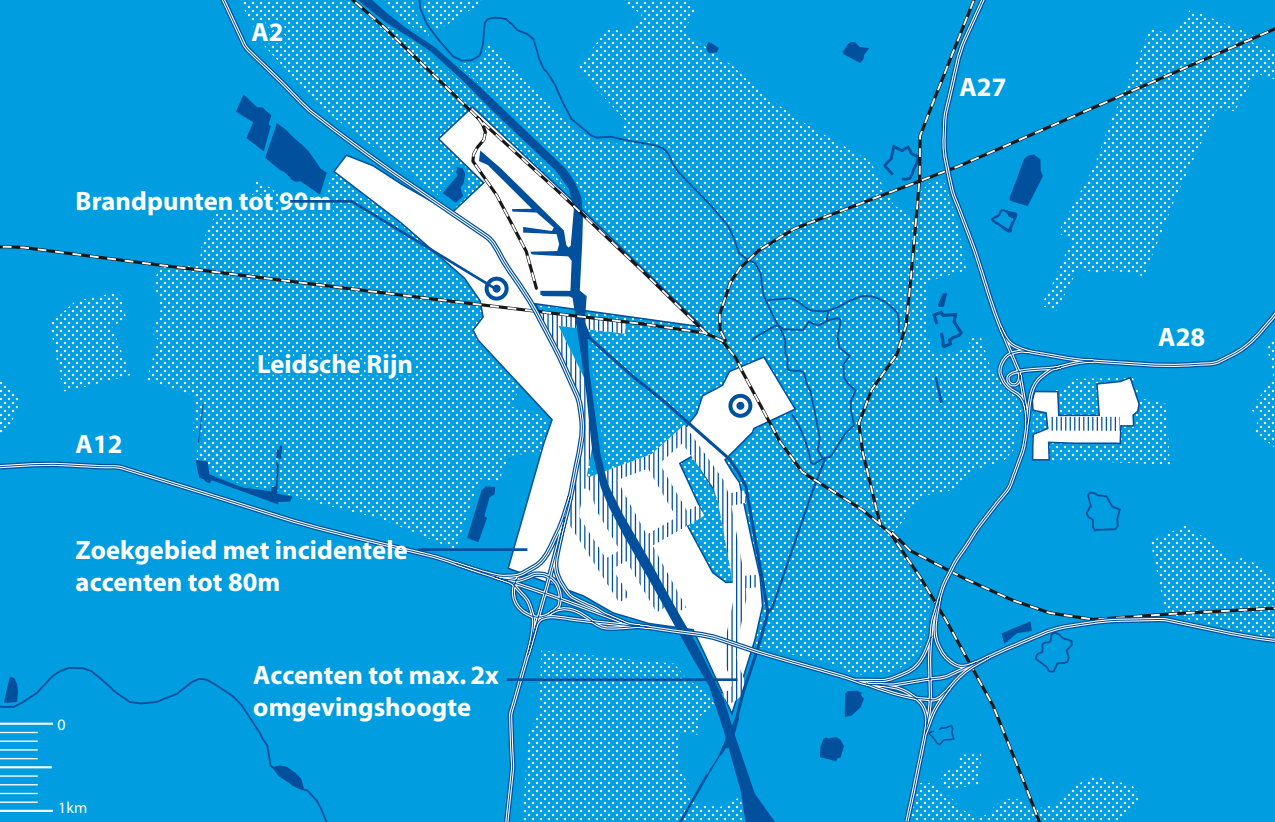 A2
A27
Brandpunten tot 90m
A28
Leidsche Rijn
A12
Zoekgebied met incidentele
accenten tot 80m
Accenten tot max. 2x
omgevingshoogte
0
1km